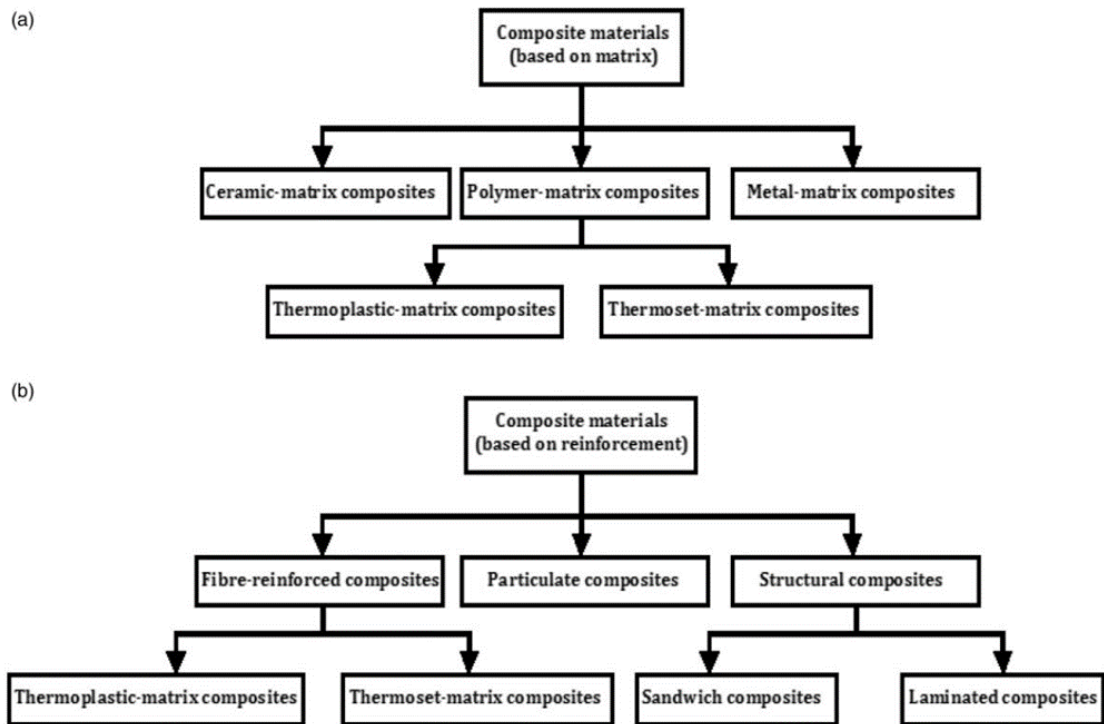 (a)
Composite materials
(based on matrix)
Ceramic-matrix composites
Polymer-matrix composites
Metal-matrix composites
Thermoplastic-matrix composites
Thermoset-matrix composites
(b)
Composite materials
(based on reinforcement)
Fibre-reinforced composites
Particulate composites
Structural composites
Thermoplastic-matrix composites
Thermoset-matrix composites
Sandwich composites
Laminated composites